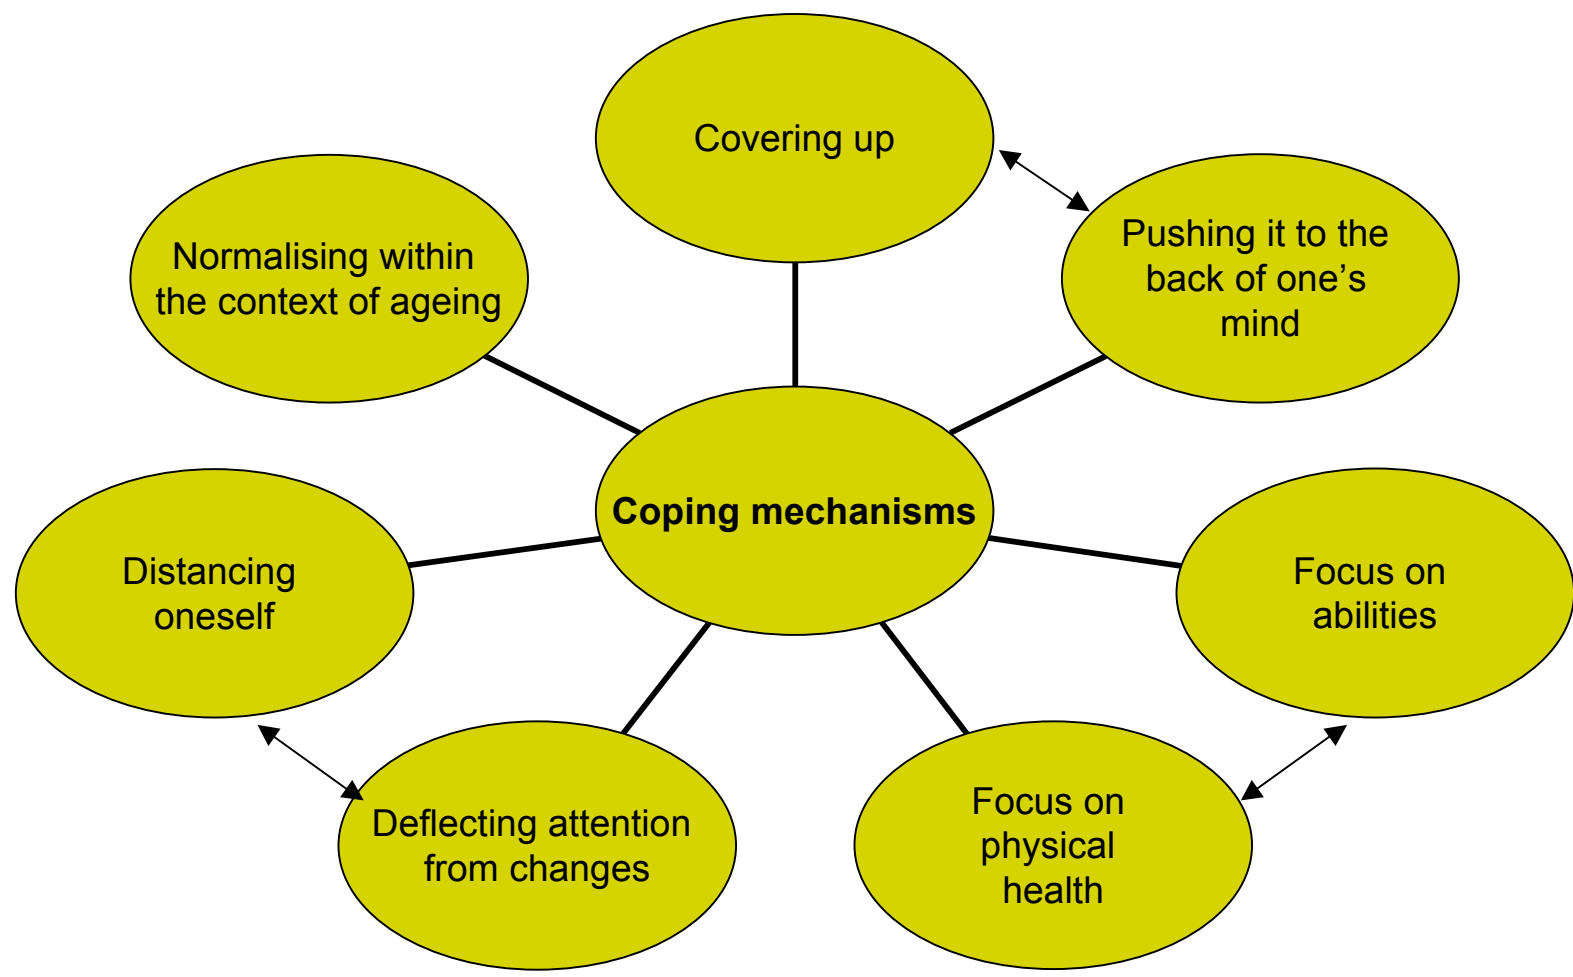 Covering up
Normalising within
the context of ageing
Pushing it to the
back of one’s
mind
Coping mechanisms
Distancing
oneself
Focus on
abilities
Deflecting attention
from changes
Focus on
physical
health